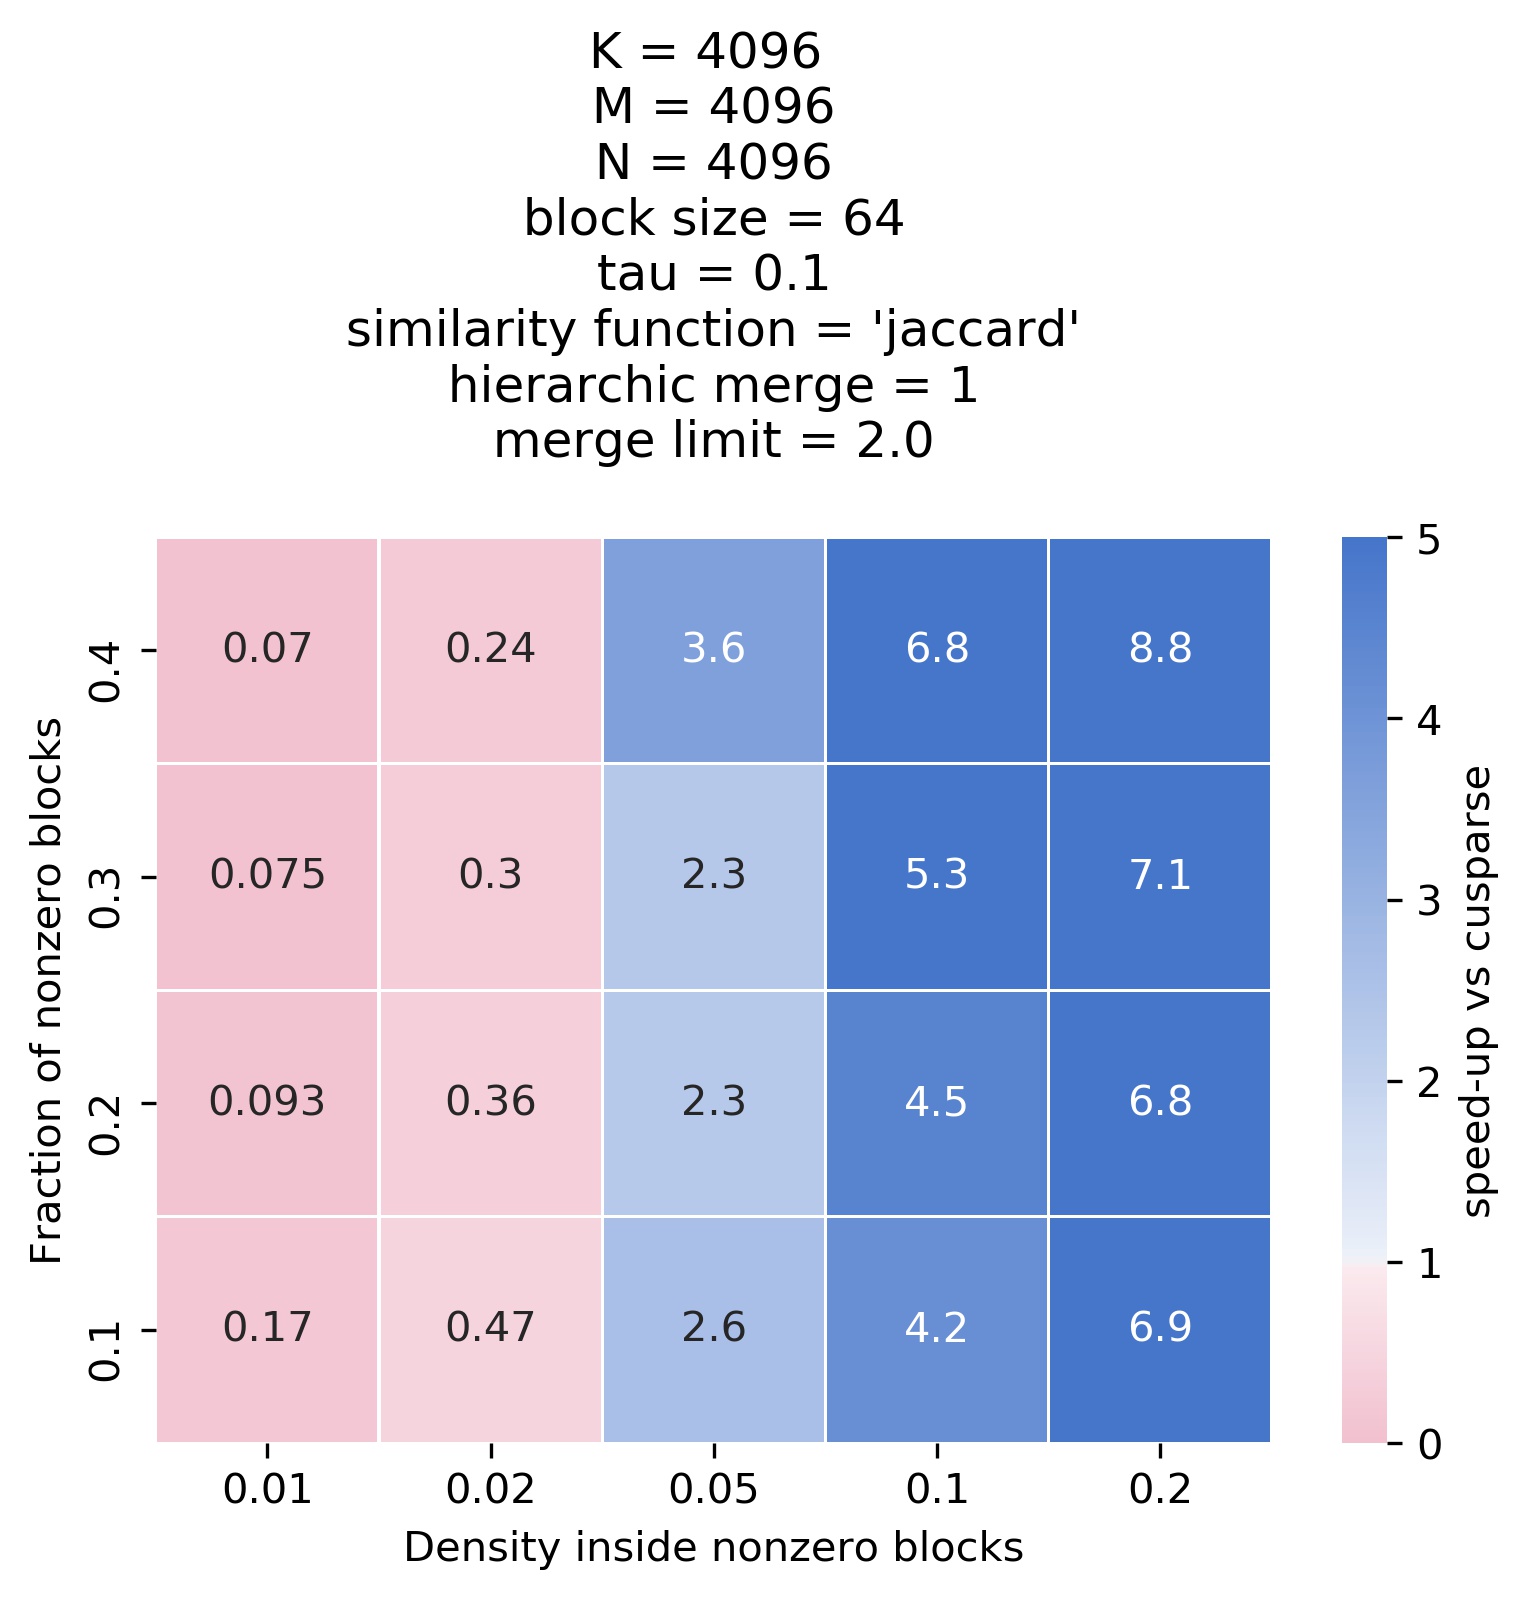 K = 4096
M = 4096
N = 4096
block size = 64
tau = 0.1
similarity function = 'jaccard'
hierarchic merge = 1
merge limit = 2.0
Fraction of nonzero blocks
0.4
0.07 0.24 3.6 6.8 8.8
0.3
0.075 0.3 2.3 5.3 7.1
0.2
0.093 0.36 2.3 4.5 6.8
0.1
0.17 0.47 2.6 4.2 6.9
0.01 0.02 0.05 0.1 0.2
Density inside nonzero blocks
5
4
3
2
1
0
speed-up vs cusparse